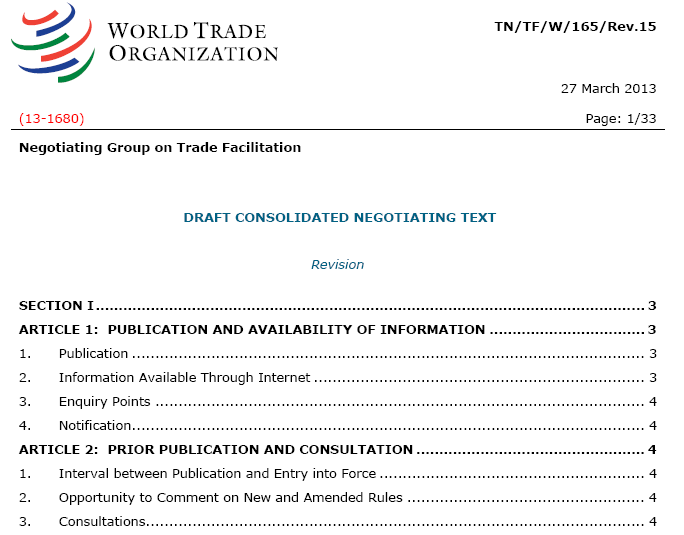 WORLD TRADE
ORGANIZATION
TN/TF/W/165/Rev.15
27 March 2013
(13-1680) Page: 1/33
Negotiating Group on Trade Facilitation
DRAFT CONSOLIDATED NEGOTIATING TEXT
Revision
SECTION I.......................................................................................................... 3
ARTICLE 1: PUBLICATION AND AVAILABILITY OF INFORMATION .............................. 3
1. Publication .................................................................................................. 3
2. Information Available Through Internet ................................................................ 3
3. Enquiry Points .............................................................................................. 4
4. Notification.................................................................................................. 4
ARTICLE 2: PRIOR PUBLICATION AND CONSULTATION ............................................ 4
1. Interval between Publication and Entry into Force .................................................... 4
2. Opportunity to Comment on New and Amended Rules ............................................... 4
3. Consultations................................................................................................ 4